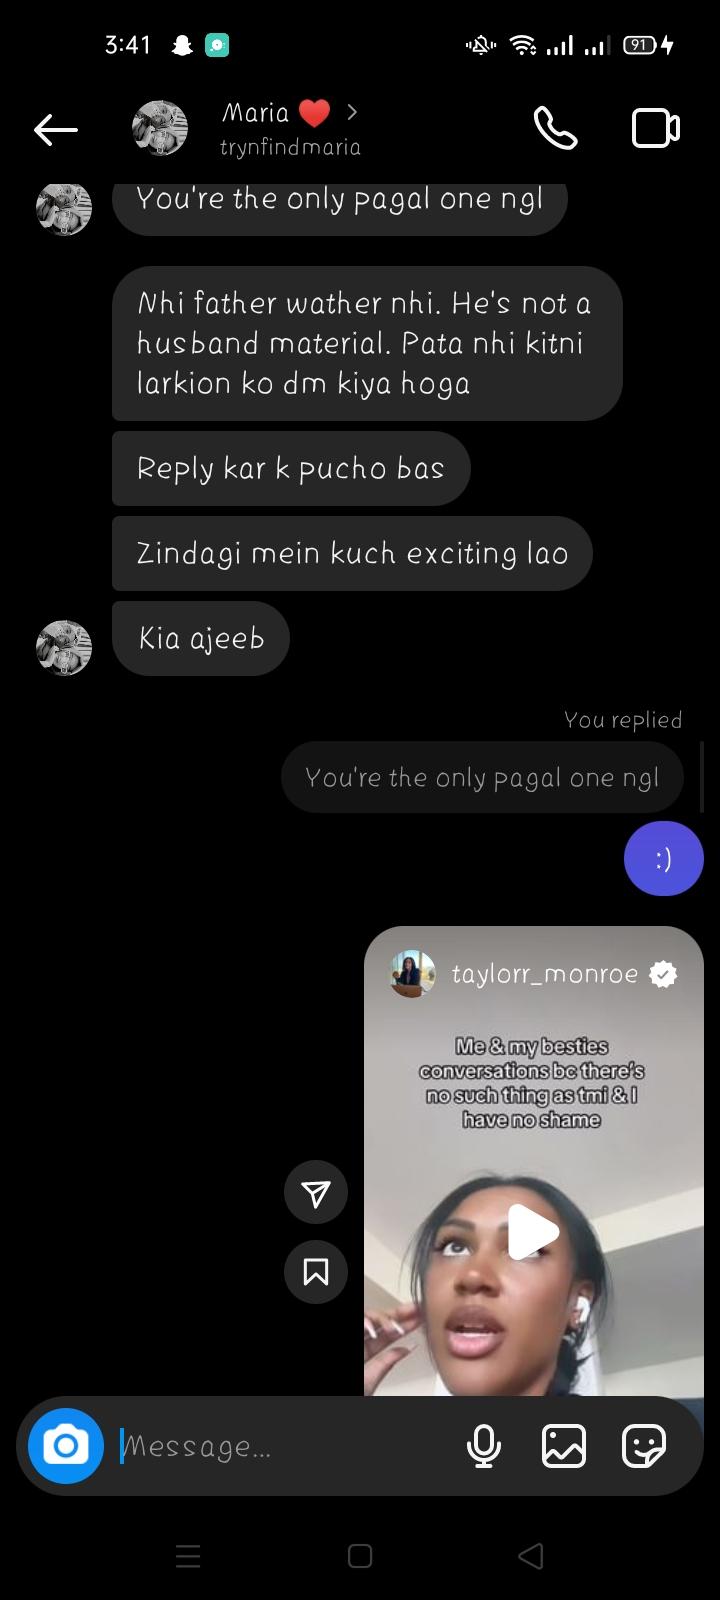 3:41
91
Maria ❤️ >
trynfindmaria
You're the only pagal one ngl
Nhi father wather nhi. He's not a
husband material. Pata nhi kitni
larkion ko dm kiya hoga
Reply kar k pucho bas
Zindagi mein kuch exciting lao
Kia ajeeb
You replied
You're the only pagal one ngl
:)
taylorr_monroe
Me & my besties
conversations bc there's
no such thing as tmi & I
have no shame
Message...